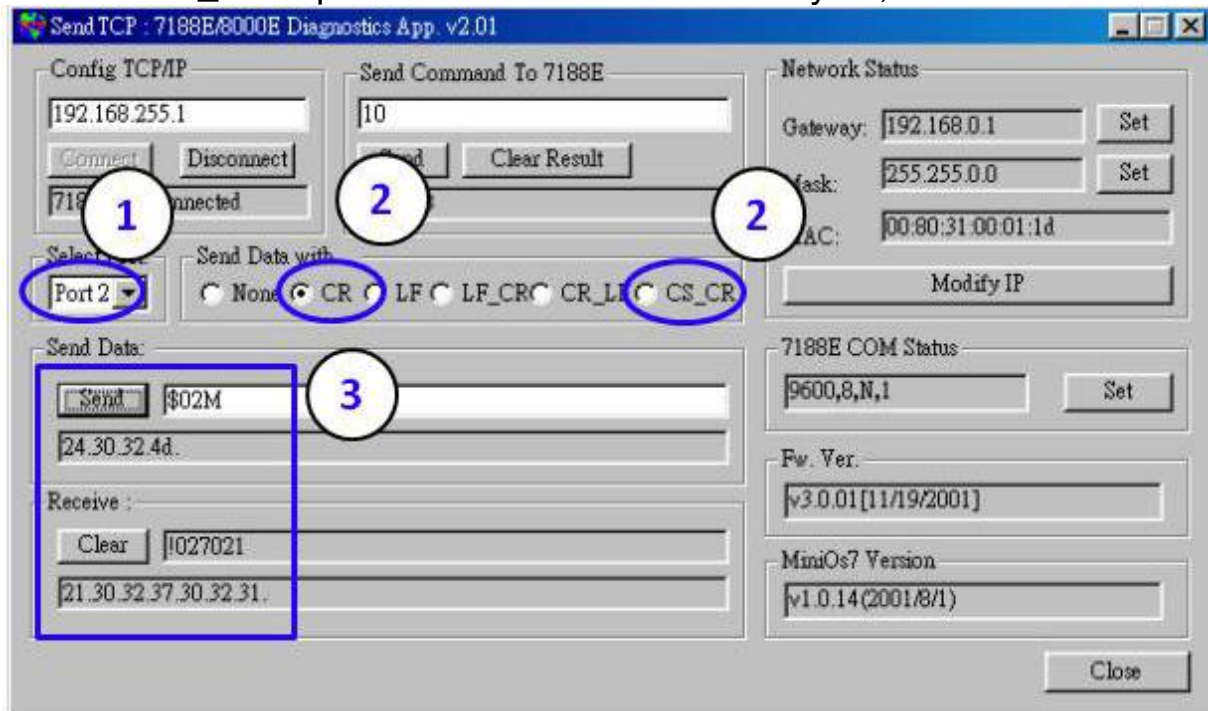 SendTCP : 7188E/8000E Diagnostics App. v2.01
Config TCP/IP
192.168.255.1
Connect Disconnect
1
Send Command To 7188E
10
Clear Result
2
Network Status
Gateway: 192.168.0.1 Set
255.255.0.0 Set
2
00:80:31:00:01:1d
Modify IP
Port 2
Send Data with
None CR LF LF_CR CR_LF CS_CR
Send Data:
Send $02M
3
24.30.32.4d.
Receive :
Clear !027021
21.30.32.37.30.32.31.
7188E COM Status
9600,8,N,1 Set
Fw. Ver.
v3.0.01[11/19/2001]
MiniOs7 Version
v1.0.14(2001/8/1)
Close